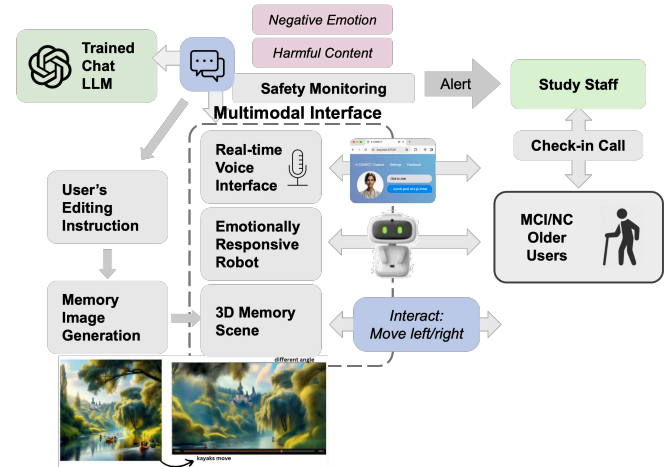 Negative Emotion
Harmful Content
Trained
Chat
LLM
Safety Monitoring
Alert
Study Staff
Multimodal Interface
Real-time
Voice
Interface
Check-in Call
User's
Editing
Instruction
Emotionally
Responsive
Robot
MCI/NC
Older
Users
Memory
Image
Generation
3D Memory
Scene
Interact:
Move left/right
different angle
kayaks move